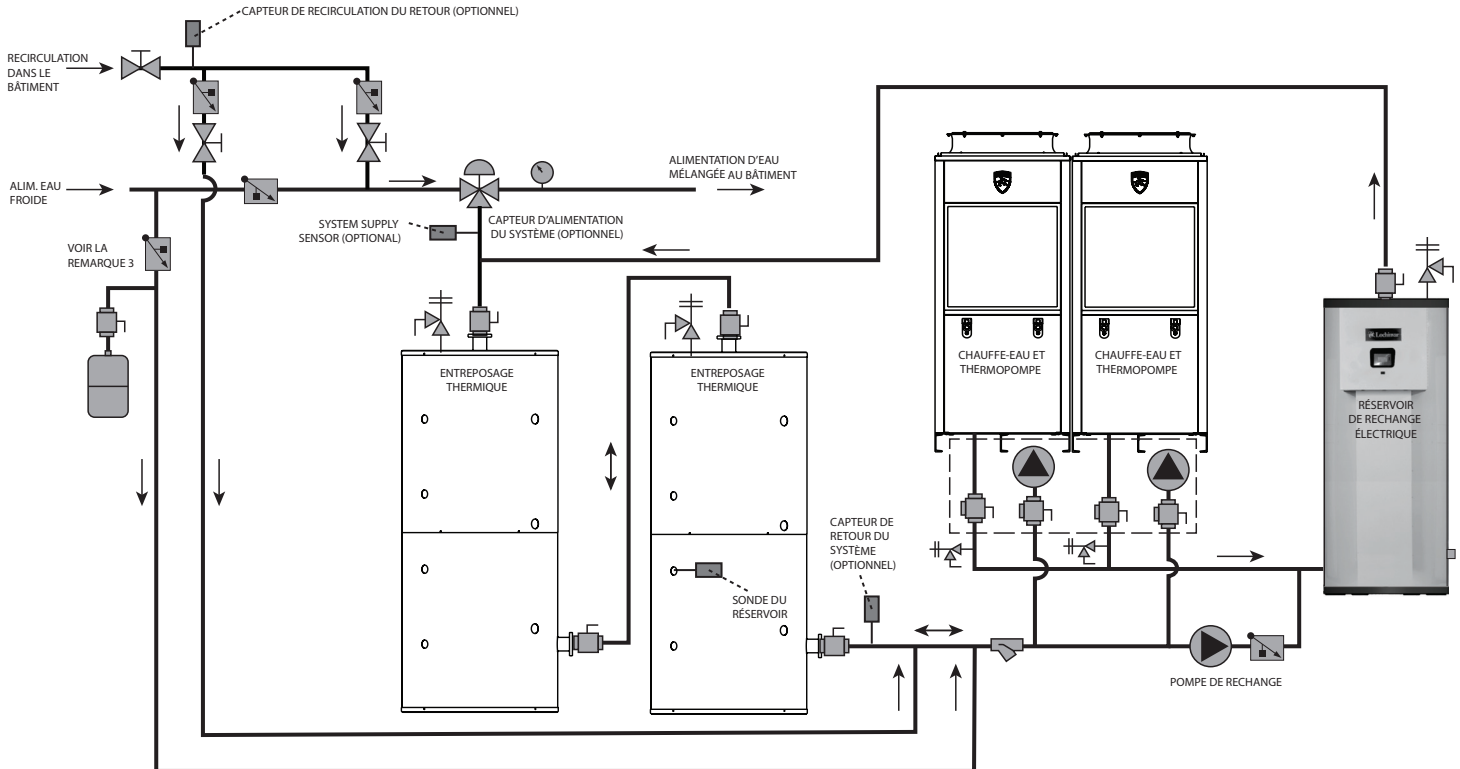 CAPTEUR DE RECIRCULATION DU RETOUR (OPTIONNEL)
RECIRCULATION
DANS LE
BÂTIMENT
ALIM. EAU
FROIDE
ALIMENTATION D'EAU
MÉLANGÉE AU BÂTIMENT
SYSTEM SUPPLY
SENSOR (OPTIONAL)
CAPTEUR D'ALIMENTATION
DU SYSTÈME (OPTIONNEL)
VOIR LA
REMARQUE 3
ENTREPOSAGE
THERMIQUE
ENTREPOSAGE
THERMIQUE
CHAUFFE-EAU ET
THERMOPOMPE
CHAUFFE-EAU ET
THERMOPOMPE
Lochinvar
RÉSERVOIR
DE RECHANGE
ÉLECTRIQUE
CAPTEUR DE
RETOUR DU
SYSTÈME
(OPTIONNEL)
SONDE DU
RÉSERVOIR
POMPE DE RECHANGE